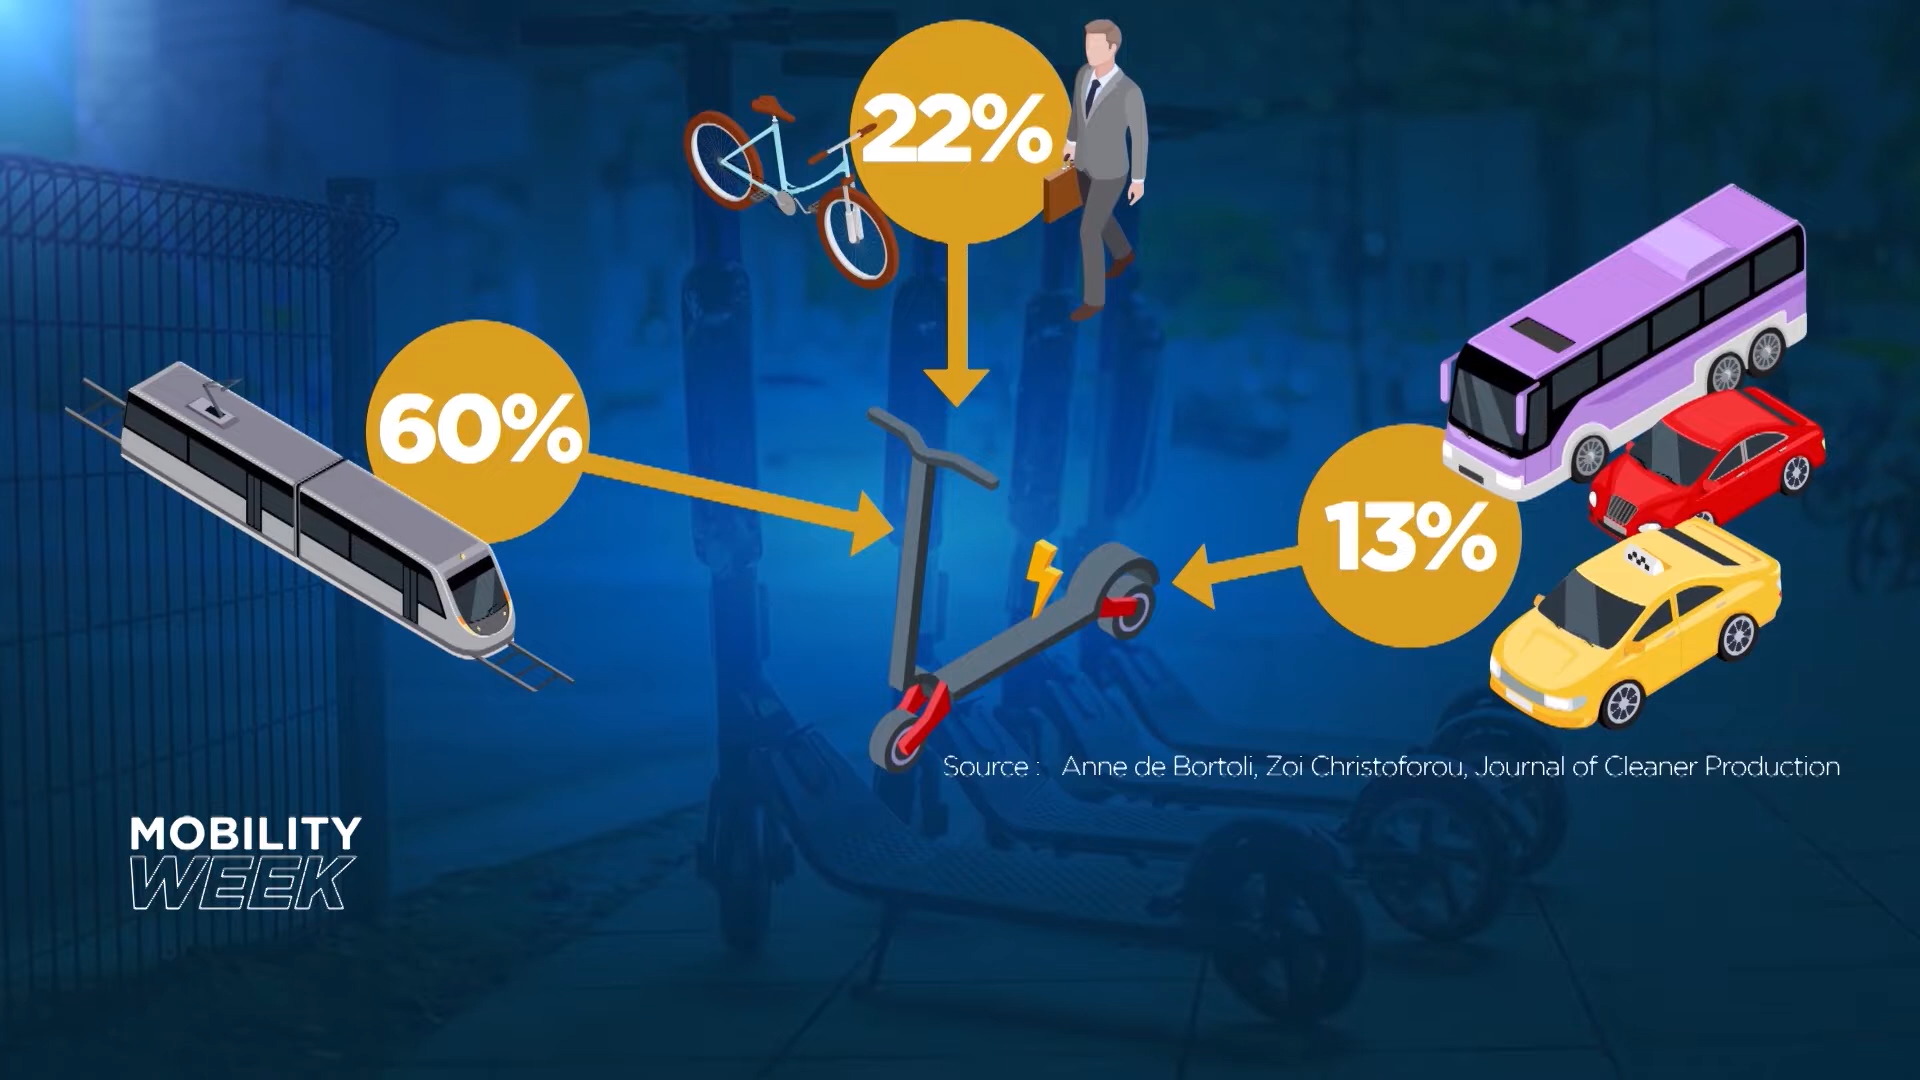 22%
60%
13%
Source : Anne de Bortoli, Zoi Christoforou, Journal of Cleaner Production
MOBILITY
WEEK